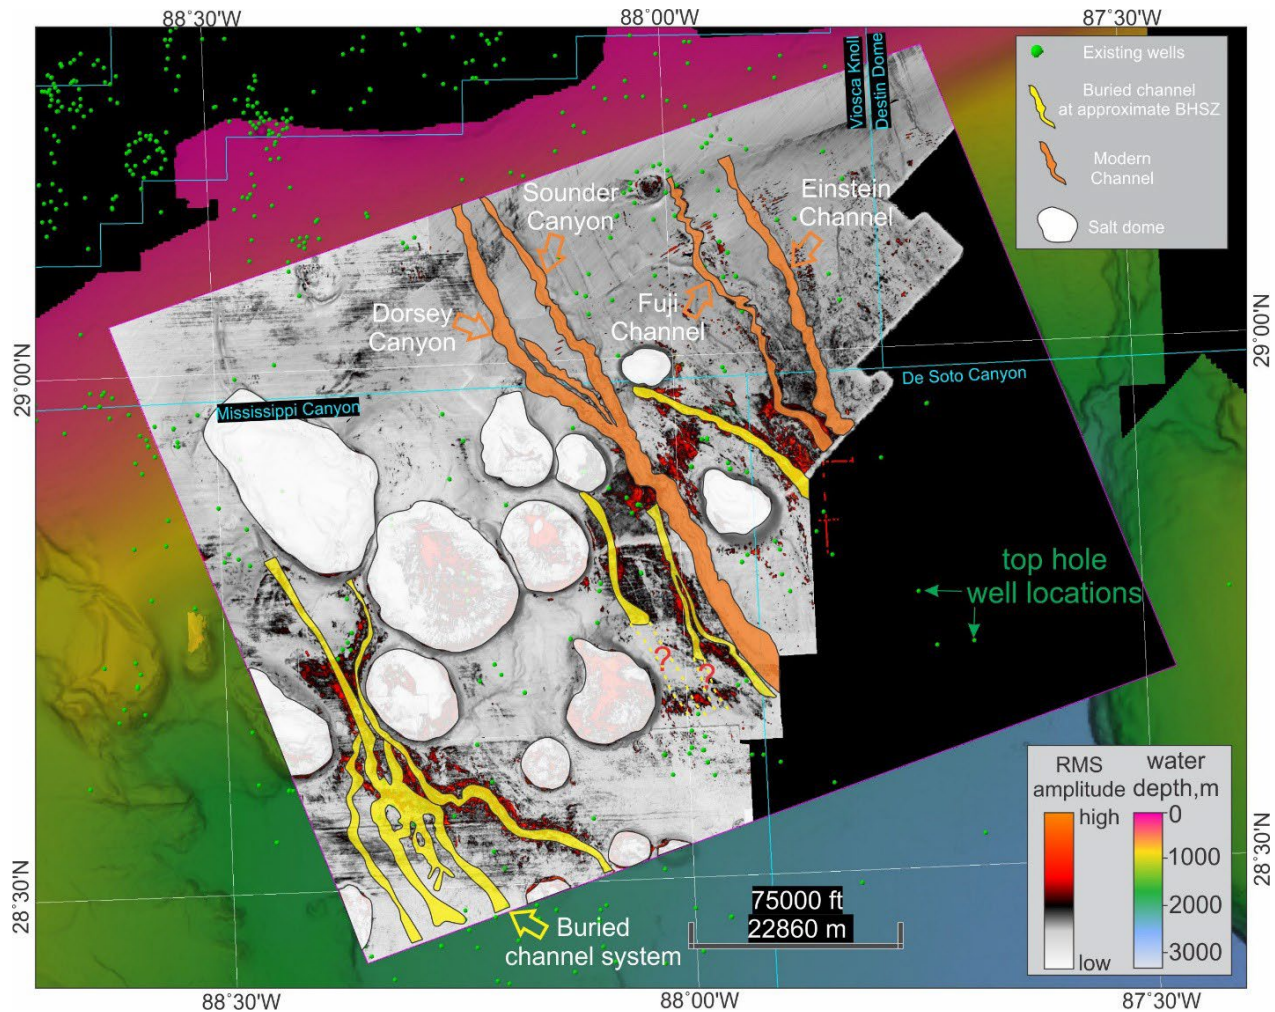 88°30'W
88°00'W
87°30'W
Viosca Knoll
Destin Dome
Existing wells
Buried channel
at approximate BHSZ
Modern
Channel
Salt dome
Sounder
Canyon
Einstein
Channel
Dorsey
Canyon
Fuji
Channel
29°00'N
29°00'N
De Soto Canyon
Mississippi Canyon
top hole
well locations
?
?
RMS
amplitude
water
depth,m
high
low
0
1000
2000
3000
28°30'N
28°30'N
75000 ft
22860 m
Buried
channel system
88°30'W
88°00'W
87°30'W